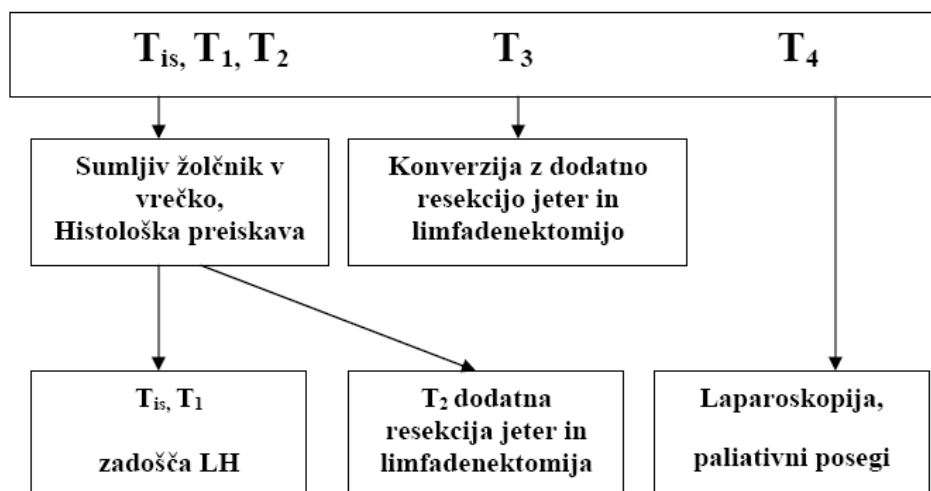 Tis, T1, T2 T3 T4
Sumljiv žolčnik v
vrečko,
Histološka preiskava
Konverzija z dodatno
resekcijo jeter in
limfadenektomijo
Tis, T1
zadošča LH
T2 dodatna
resekcija jeter in
limfadenektomija
Laparoskopija,
paliativni posegi